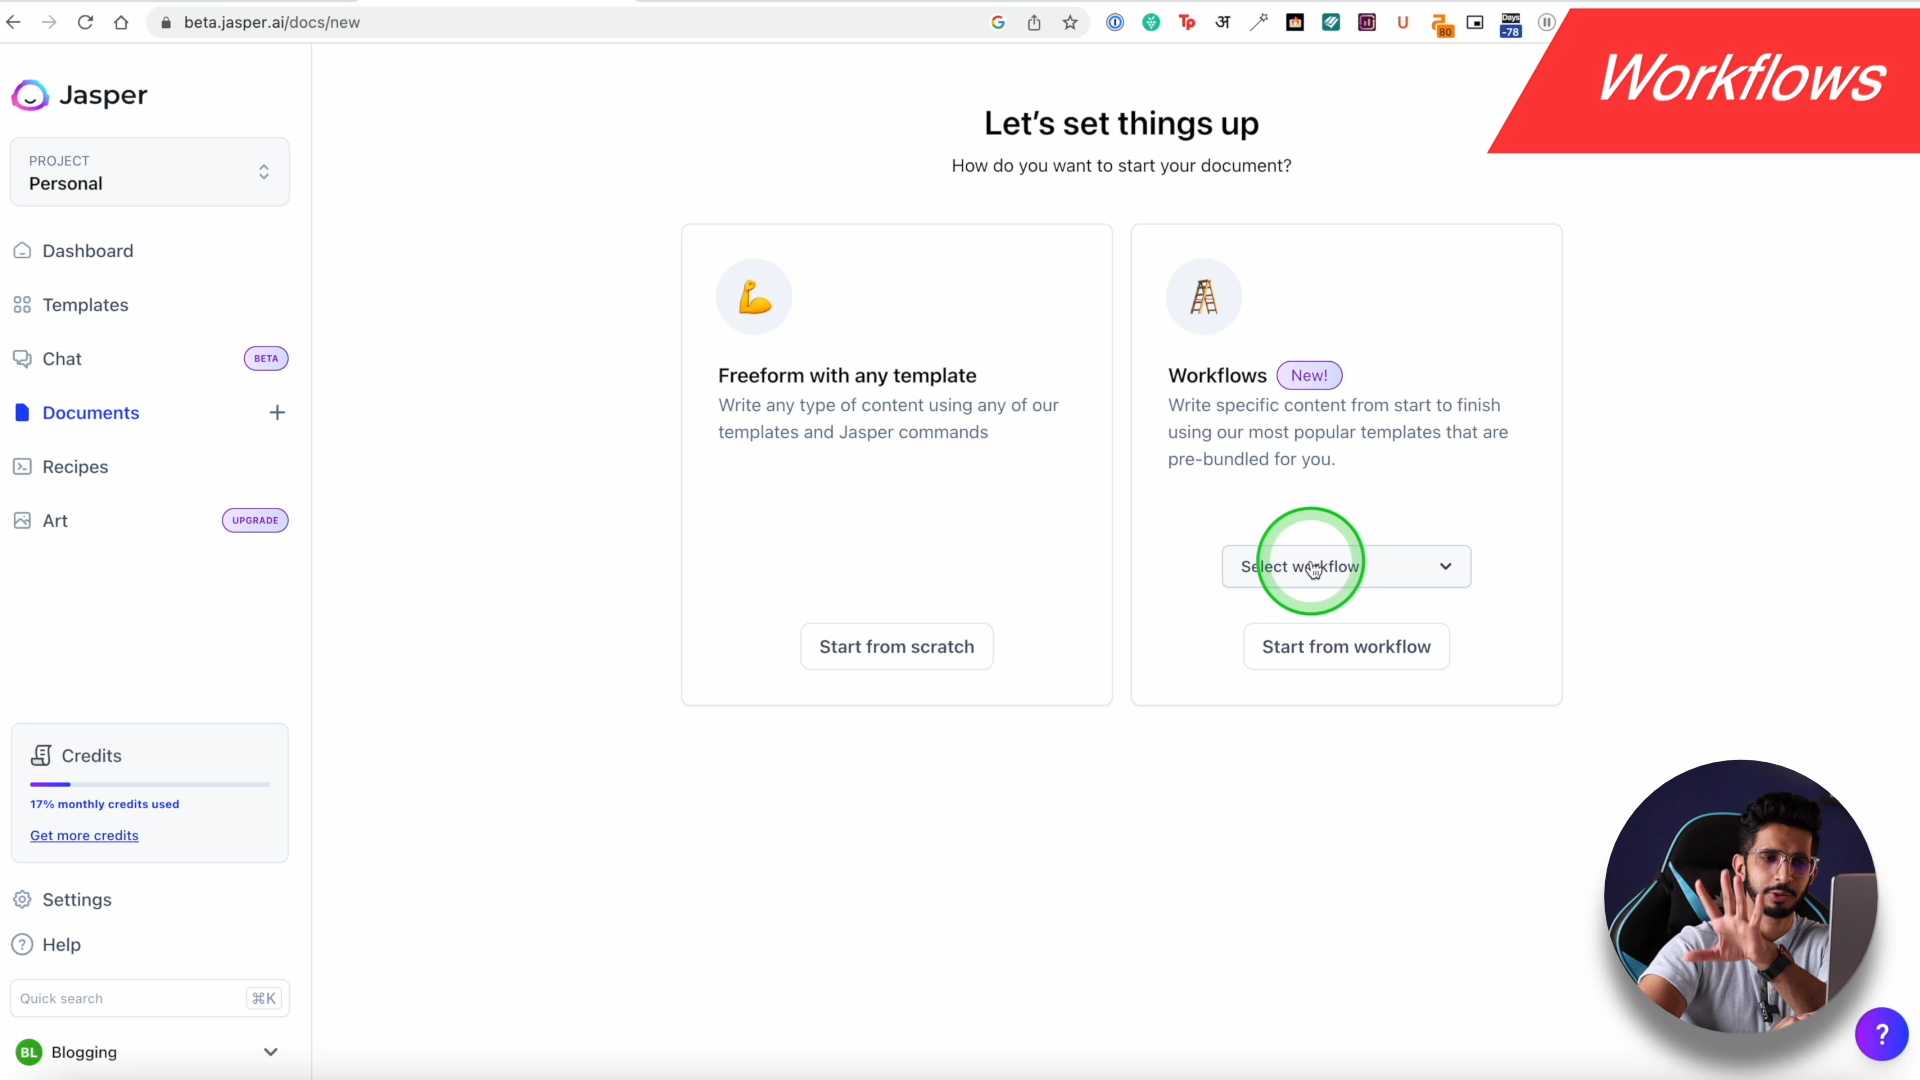 beta.jasper.ai/docs/new
Tp
अ
U
80
Days
-78
Workflows
Jasper
PROJECT
Personal
Dashboard
Templates
Chat
BETA
Documents
Recipes
Art
UPGRADE
Credits
17% monthly credits used
Get more credits
Settings
Help
Quick search
⌘K
BL
Blogging
Let's set things up
How do you want to start your document?
Freeform with any template
Write any type of content using any of our
templates and Jasper commands
Start from scratch
Workflows
New!
Write specific content from start to finish
using our most popular templates that are
pre-bundled for you.
Select workflow
Start from workflow
?